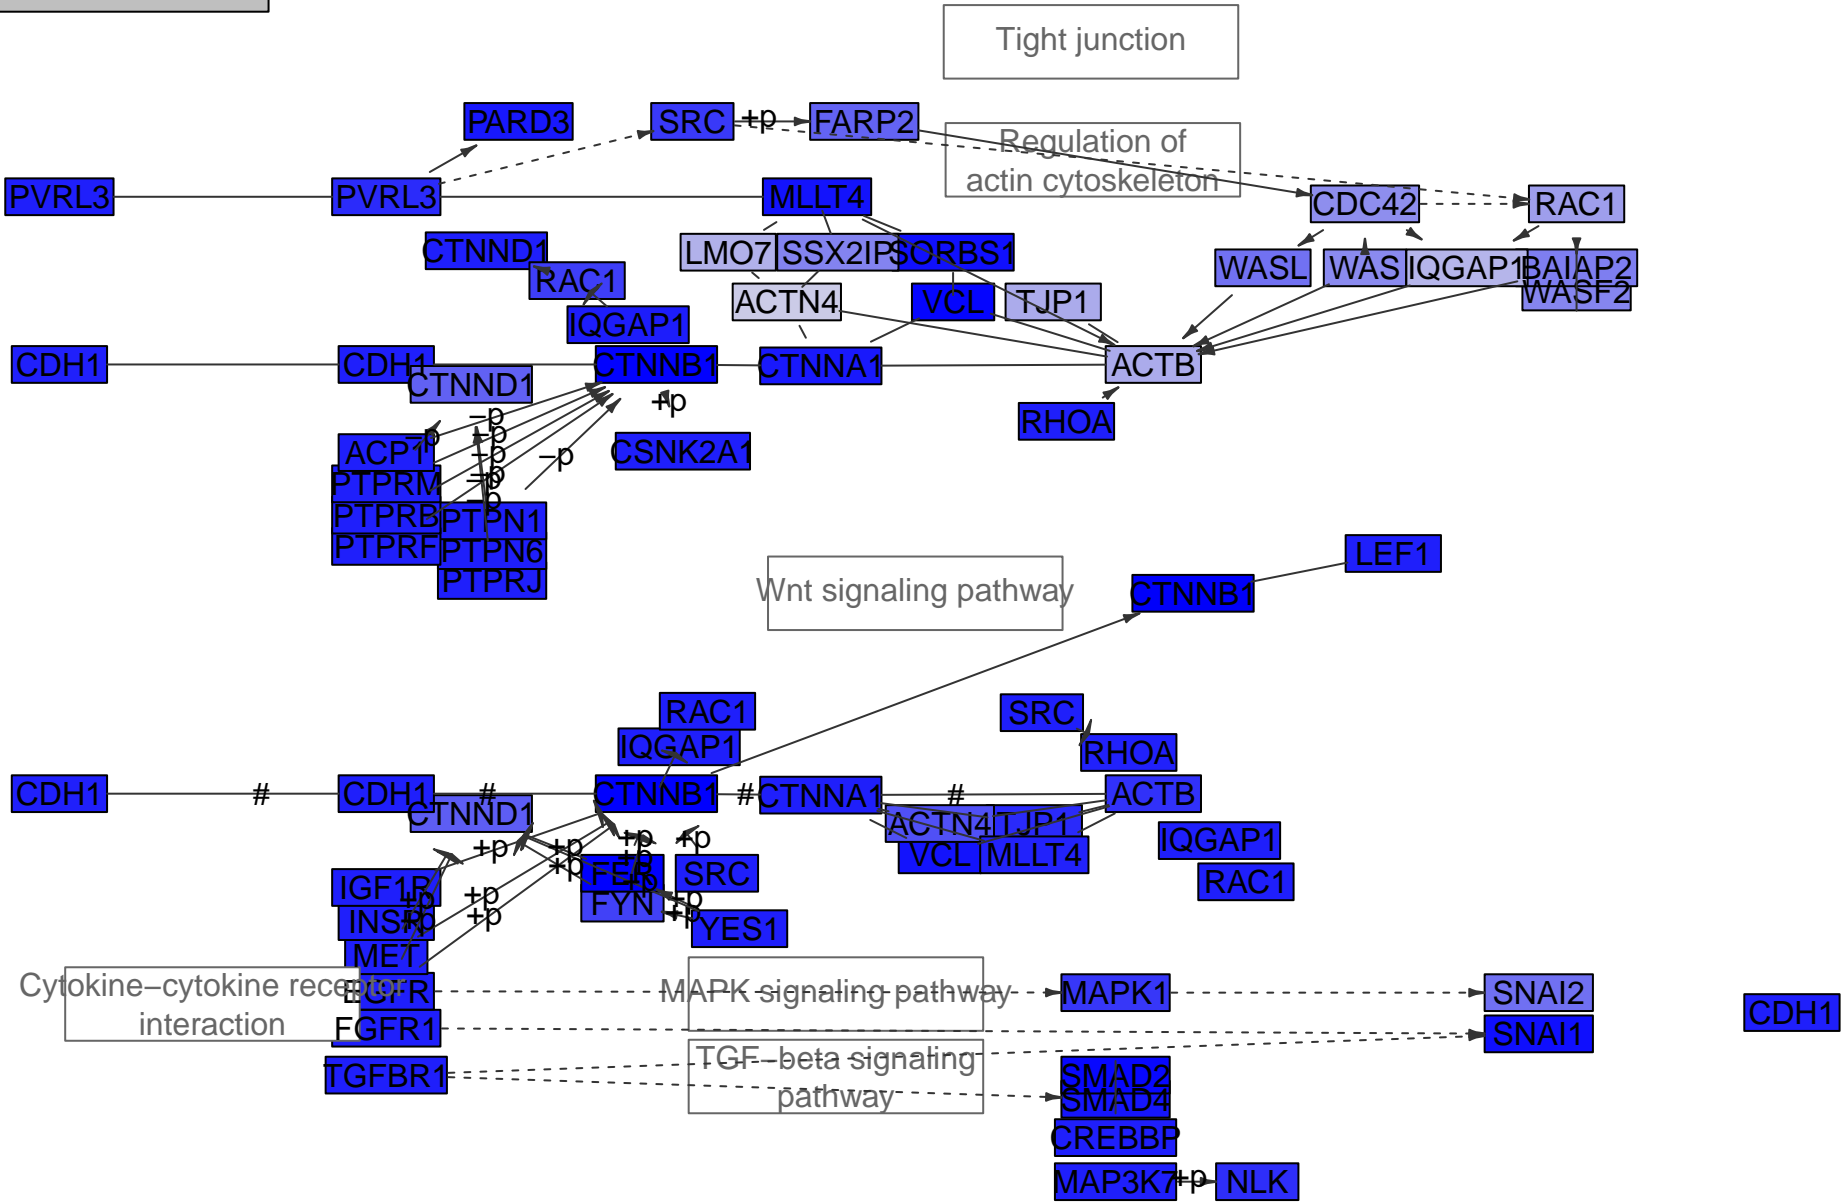 Tight junction
PARD3
SRC
+p
FARP2
Regulation of
actin cytoskeleton
PVRL3
PVRL3
MLLT4
CDC42
RAC1
CTNND1
LMO7
SSX2IP
SORBS1
WASL
WAS
IQGAP1
BAIAP2
RAC1
ACTN4
VCL
TJP1
WASF2
IQGAP1
CDH1
CDH1
CTNNB1
CTNNA1
ACTB
CTNND1
+p
–p
RHOA
–p
–p
ACP1
–p
–p
CSNK2A1
–p
PTPRM
–p
–p
PTPRB
PTPN1
PTPRF
PTPN6
LEF1
PTPRJ
Wnt signaling pathway
CTNNB1
RAC1
SRC
IQGAP1
RHOA
CDH1
#
CDH1
#
CTNNB1
#
CTNNA1
#
ACTB
CTNND1
ACTN4
TJP1
+p
+p
+p
+p
IQGAP1
+p
+p
VCL
MLLT4
IGF1R
FER
SRC
RAC1
+p
+p
+p
+p
FYN
+p
INSR
+p
+p
+p
YES1
MET
Cytokine–cytokine receptor
interaction
EGFR
MAPK signaling pathway
MAPK1
SNAI2
CDH1
FGFR1
SNAI1
TGF–beta signaling
pathway
TGFBR1
SMAD2
SMAD4
CREBBP
MAP3K7
+p
NLK